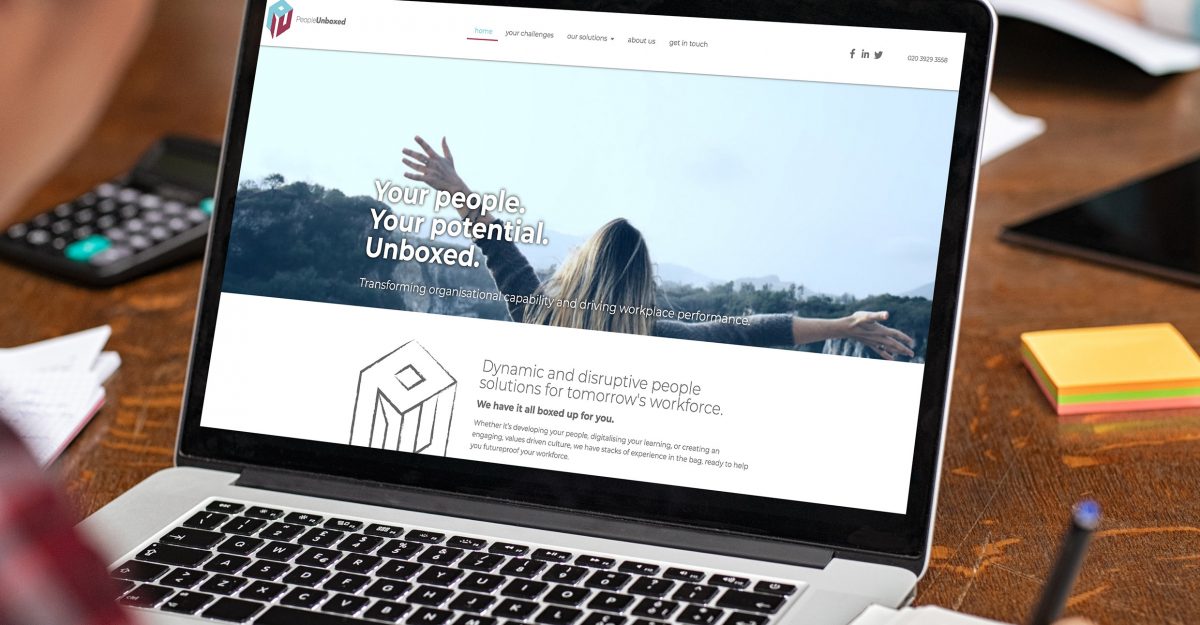 PeopleUnboxed
home your challenges our solutions about us get in touch
020 3929 3558
Your people.
Your potential.
Unboxed.
Transforming organisational capability and driving workplace performance.
Dynamic and disruptive people
solutions for tomorrow's workforce.
We have it all boxed up for you.
Whether it's developing your people, digitalising your learning, or creating an
engaging, values driven culture, we have stacks of experience in the bag, ready to help
you futureproof your workforce.
Q W E R T Y U I O P
A S D F G H J K L
Z X C V B N M